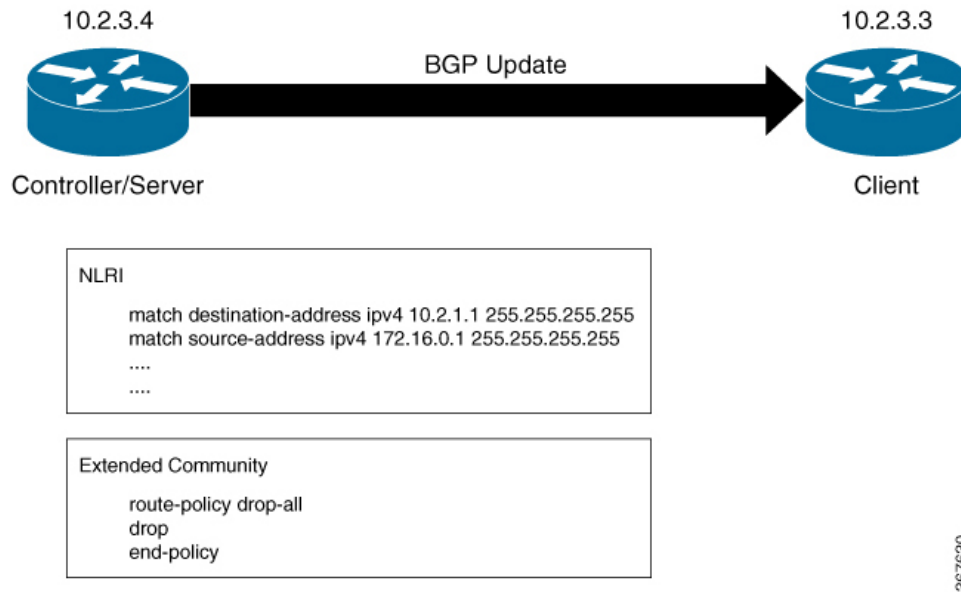 10.2.3.4
10.2.3.3
BGP Update
Controller/Server
Client
NLRI
match destination-address ipv4 10.2.1.1 255.255.255.255
match source-address ipv4 172.16.0.1 255.255.255.255
....
....
Extended Community
route-policy drop-all
drop
end-policy